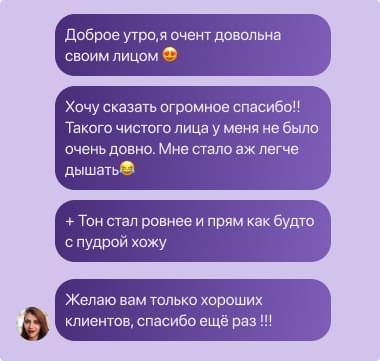 Доброе утро,я очент довольна
своим лицом 😍
Хочу сказать огромное спасибо!!
Такого чистого лица у меня не было
очень довно. Мне стало аж легче
дышать😂
+ Тон стал ровнее и прям как будто
с пудрой хожу
Желаю вам только хороших
клиентов, спасибо ещё раз !!!